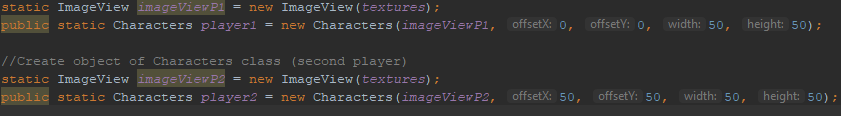 static ImageView imageViewP1 = new ImageView(textures);
public static Characters player1 = new Characters(imageViewP1, offsetX: 0, offsetY: 0, width: 50, height: 50);
//Create object of Characters class (second player)
static ImageView imageViewP2 = new ImageView(textures);
public static Characters player2 = new Characters(imageViewP2, offsetX: 50, offsetY: 50, width: 50, height: 50);